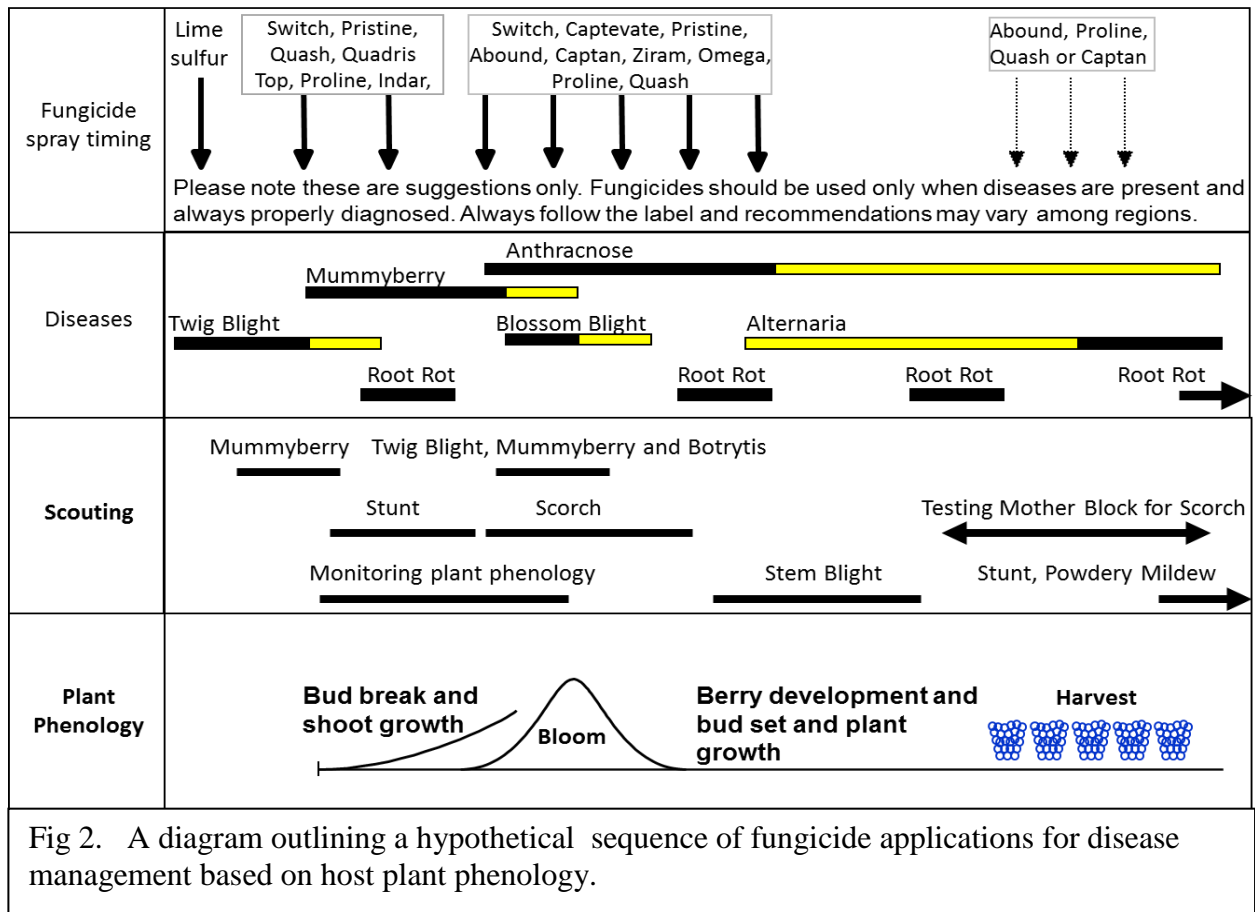 Fungicide
spray timing
Lime
sulfur
Switch, Pristine,
Quash, Quadris
Top, Proline, Indar,
Switch, Captevate, Pristine,
Abound, Captan, Ziram, Omega,
Proline, Quash
Abound, Proline,
Quash or Captan
Please note these are suggestions only. Fungicides should be used only when diseases are present and
always properly diagnosed. Always follow the label and recommendations may vary among regions.
Diseases
Anthracnose
Mummyberry
Twig Blight
Blossom Blight
Alternaria
Root Rot
Root Rot
Root Rot
Root Rot
Scouting
Mummyberry
Twig Blight, Mummyberry and Botrytis
Stunt
Scorch
Testing Mother Block for Scorch
Monitoring plant phenology
Stem Blight
Stunt, Powdery Mildew
Plant
Phenology
Bud break and
shoot growth
Bloom
Berry development and
bud set and plant
growth
Harvest
Fig 2. A diagram outlining a hypothetical sequence of fungicide applications for disease
management based on host plant phenology.